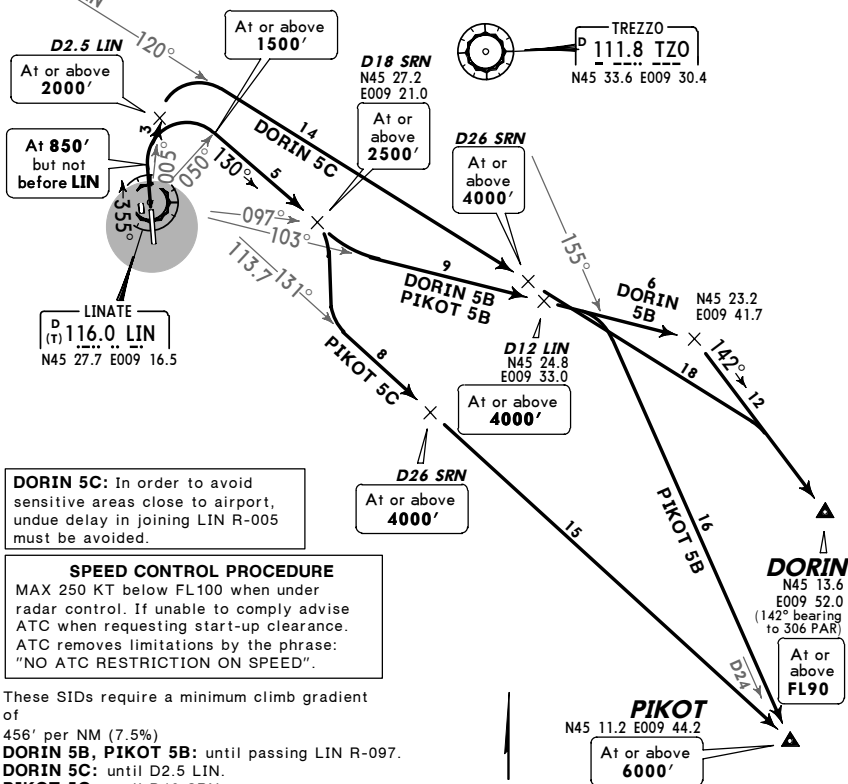 120°
D2.5 LIN
At or above
2000′
At or above
1500′
D18 SRN
N45 27.2
E009 21.0
At or
above
2500′
TREZZO
D 111.8 TZO
N45 33.6 E009 30.4
14
DORIN 5C
D26 SRN
At or
above
4000′
At 850′
but not
before LIN
3
005°
050°
130°
5
355°
097°
103°
113.7
131°
155°
9
DORIN 5B
PIKOT 5B
6
DORIN
5B
N45 23.2
E009 41.7
LINATE
D
(T) 116.0 LIN
N45 27.7 E009 16.5
PIKOT 5C
8
D12 LIN
N45 24.8
E009 33.0
At or above
4000′
142°
18
12
D26 SRN
At or above
4000′
DORIN 5C: In order to avoid
sensitive areas close to airport,
undue delay in joining LIN R-005
must be avoided.
15
PIKOT 5B
16
DORIN
N45 13.6
E009 52.0
(142° bearing
to 306 PAR)
At or
above
FL90
SPEED CONTROL PROCEDURE
MAX 250 KT below FL100 when under
radar control. If unable to comply advise
ATC when requesting start-up clearance.
ATC removes limitations by the phrase:
"NO ATC RESTRICTION ON SPEED".
D24
PIKOT
N45 11.2 E009 44.2
At or above
6000′
These SIDs require a minimum climb gradient
of
456′ per NM (7.5%)
DORIN 5B, PIKOT 5B: until passing LIN R-097.
DORIN 5C: until D2.5 LIN.